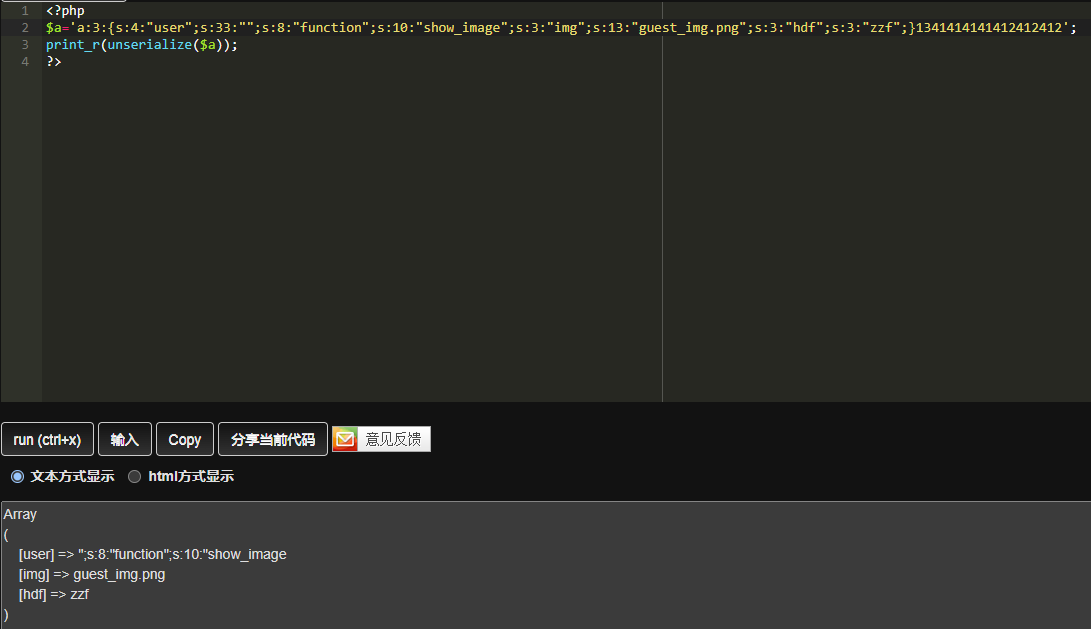 1 <?php
2 $a='a:3:{s:4:"user";s:33:"";s:8:"function";s:10:"show_image";s:3:"img";s:13:"guest_img.png";s:3:"hdf";s:3:"zzf";}1341414141412412412';
3 print_r(unserialize($a));
4 ?>
run (ctrl+x) 输入 Copy 分享当前代码 意见反馈
文本方式显示 html方式显示
Array
(
[user] => ";s:8:"function";s:10:"show_image
[img] => guest_img.png
[hdf] => zzf
)